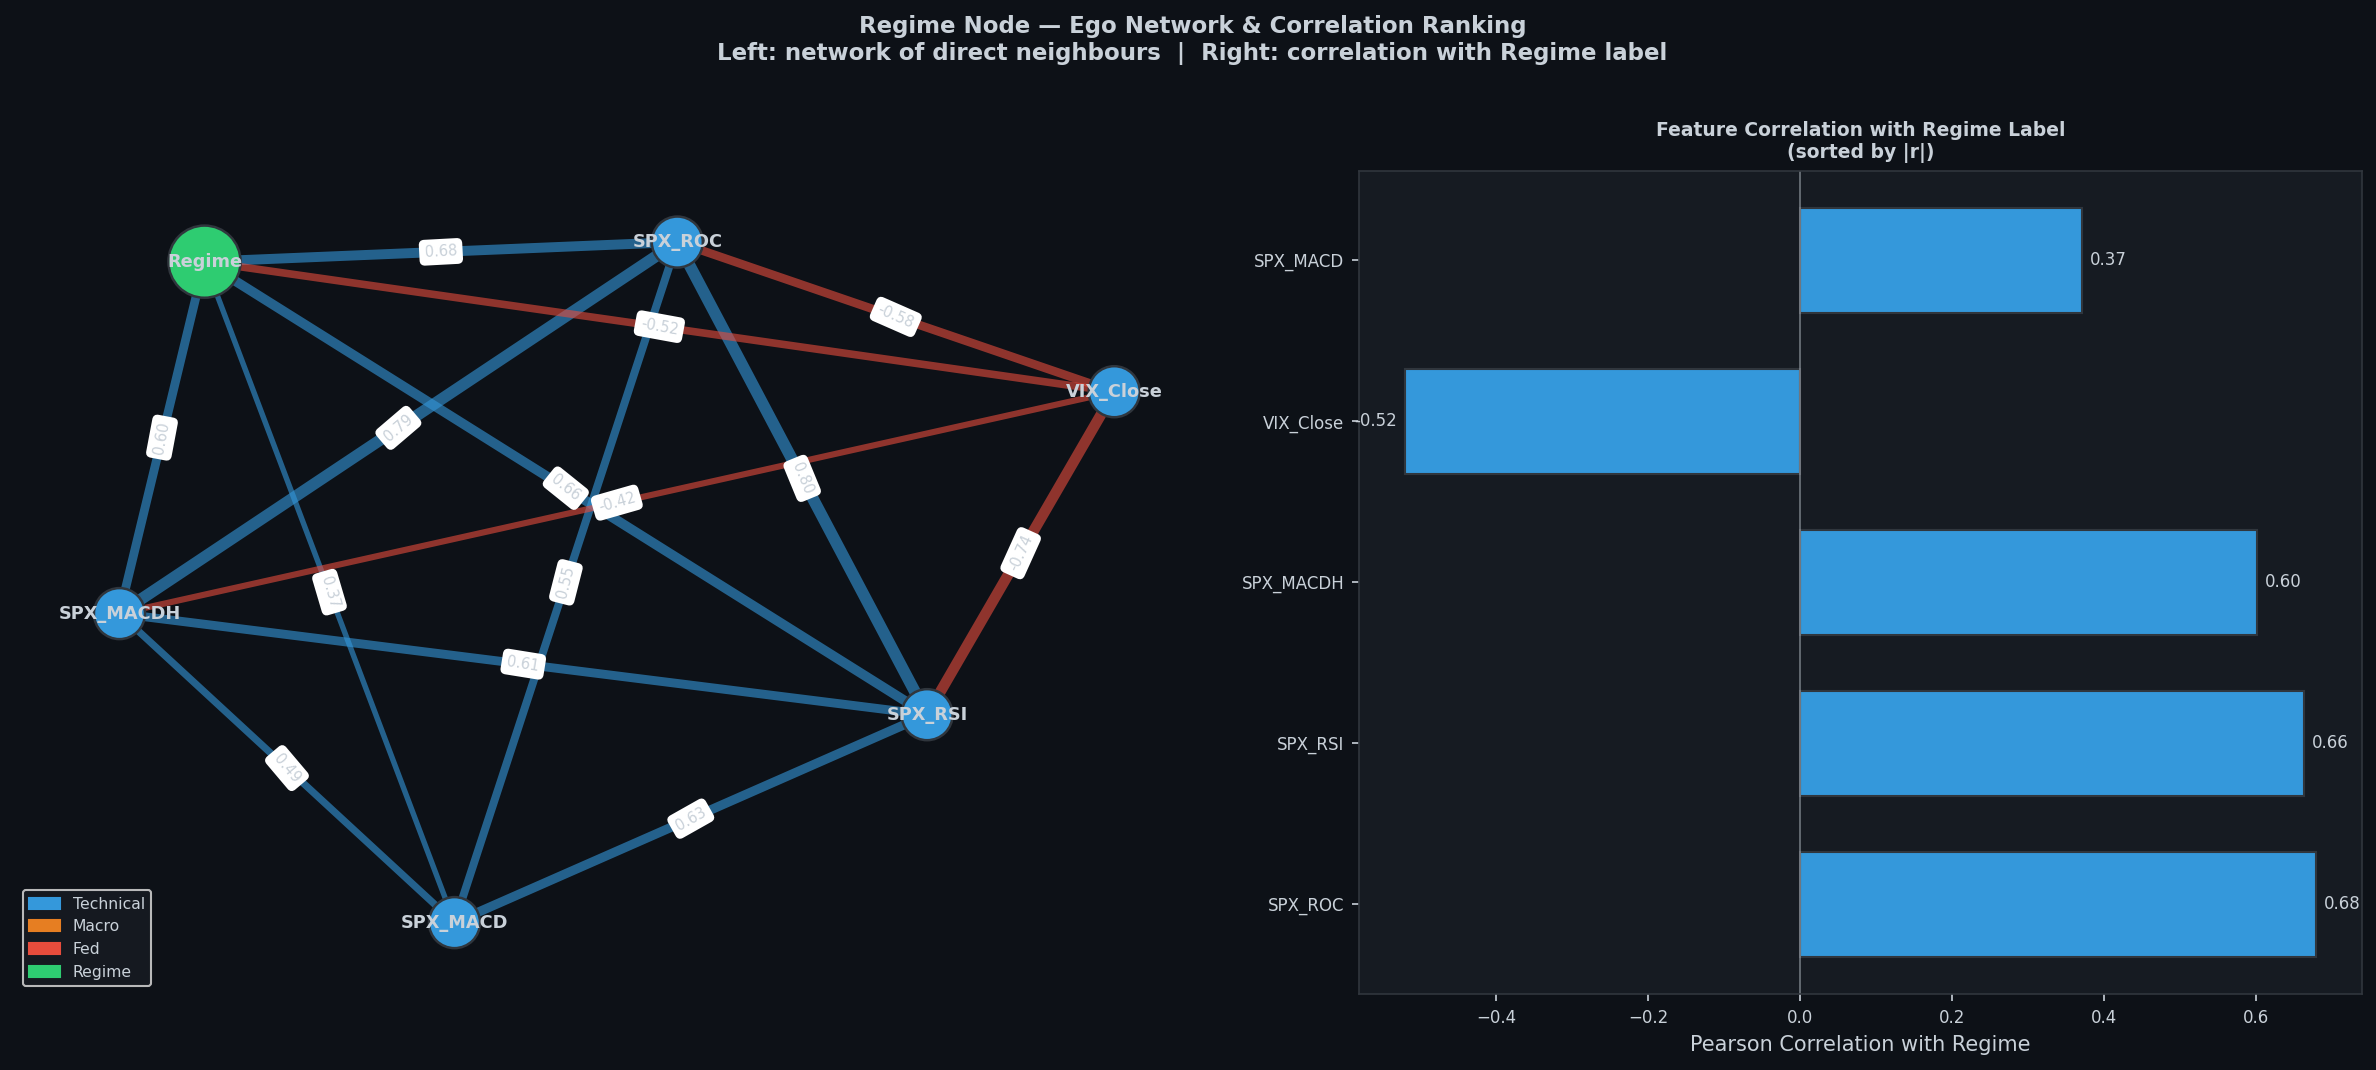 Regime Node — Ego Network & Correlation Ranking
Left: network of direct neighbours | Right: correlation with Regime label
Regime
SPX_ROC
VIX_Close
SPX_MACDH
SPX_RSI
SPX_MACD
0.68
-0.52
-0.58
0.60
0.79
0.66
-0.42
0.80
-0.74
0.37
0.55
0.61
0.49
0.63
Technical
Macro
Fed
Regime
Feature Correlation with Regime Label
(sorted by |r|)
SPX_MACD
0.37
VIX_Close
-0.52
SPX_MACDH
0.60
SPX_RSI
0.66
SPX_ROC
0.68
−0.4
−0.2
0.0
0.2
0.4
0.6
Pearson Correlation with Regime